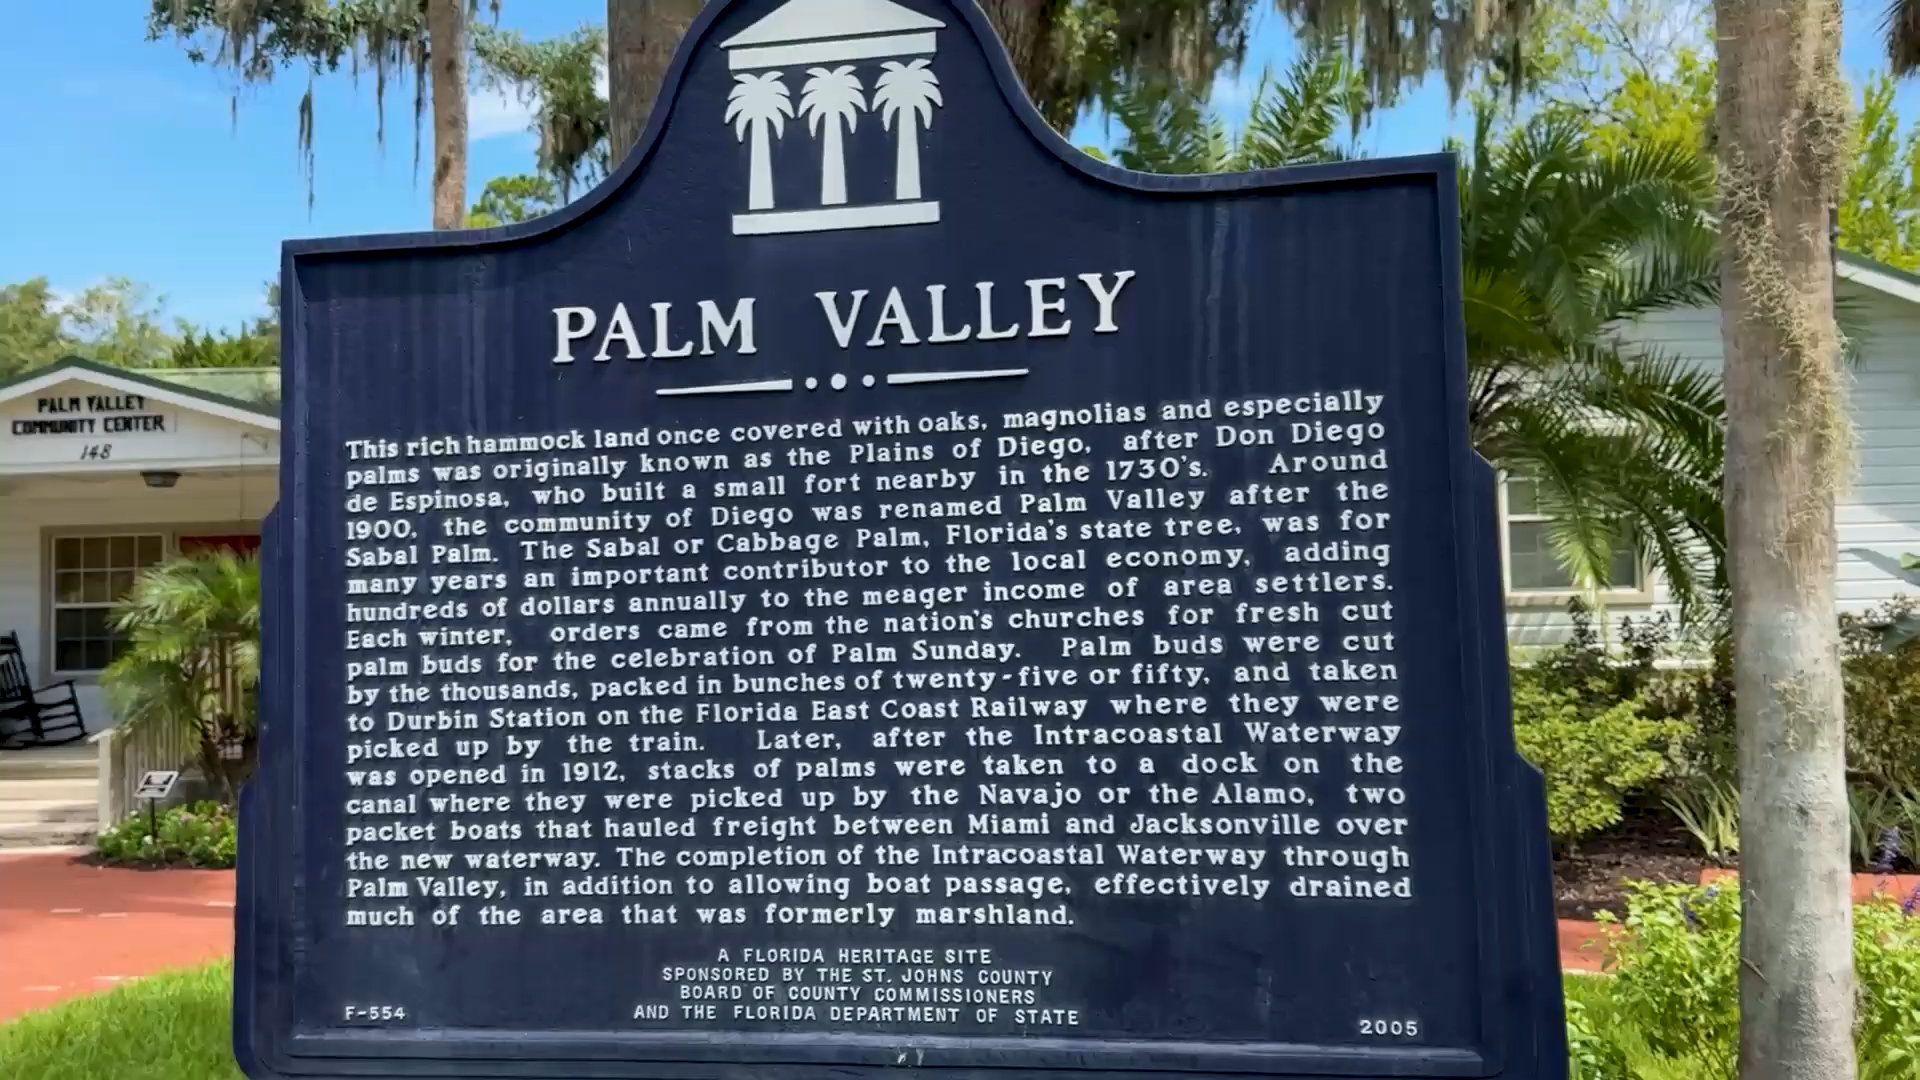 PALM VALLEY
COMMUNITY CENTER
148
PALM VALLEY
This rich hammock land once covered with oaks, magnolias and especially
palms was originally known as the Plains of Diego, after Don Diego
de Espinosa, who built a small fort nearby in the 1730's. Around
1900, the community of Diego was renamed Palm Valley after the
Sabal Palm. The Sabal or Cabbage Palm, Florida's state tree, was for
many years an important contributor to the local economy, adding
hundreds of dollars annually to the meager income of area settlers.
Each winter, orders came from the nation's churches for fresh cut
palm buds for the celebration of Palm Sunday. Palm buds were cut
by the thousands, packed in bunches of twenty-five or fifty, and taken
to Durbin Station on the Florida East Coast Railway where they were
picked up by the train. Later, after the Intracoastal Waterway
was opened in 1912, stacks of palms were taken to a dock on the
canal where they were picked up by the Navajo or the Alamo, two
packet boats that hauled freight between Miami and Jacksonville over
the new waterway. The completion of the Intracoastal Waterway through
Palm Valley, in addition to allowing boat passage, effectively drained
much of the area that was formerly marshland.
A FLORIDA HERITAGE SITE
SPONSORED BY THE ST. JOHNS COUNTY
BOARD OF COUNTY COMMISSIONERS
AND THE FLORIDA DEPARTMENT OF STATE
F-554
2005